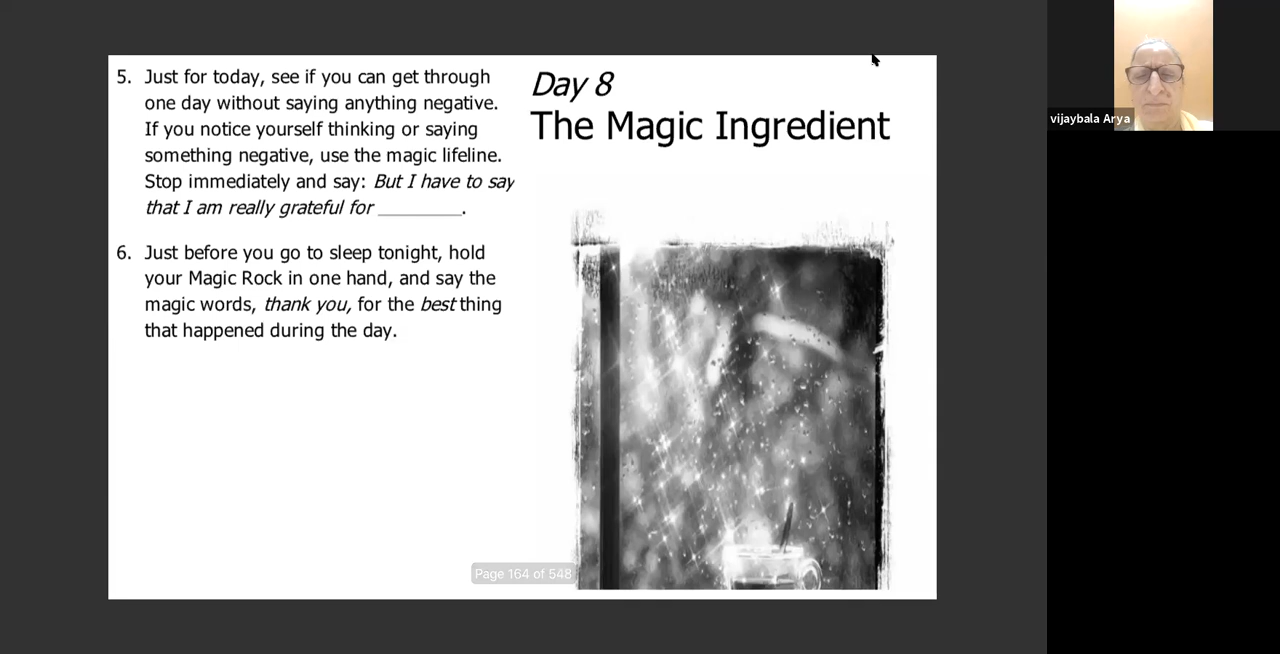 5. Just for today, see if you can get through
one day without saying anything negative.
If you notice yourself thinking or saying
something negative, use the magic lifeline.
Stop immediately and say: But I have to say
that I am really grateful for ________.
6. Just before you go to sleep tonight, hold
your Magic Rock in one hand, and say the
magic words, thank you, for the best thing
that happened during the day.
Day 8
The Magic Ingredient
Page 164 of 548
vijaybala Arya